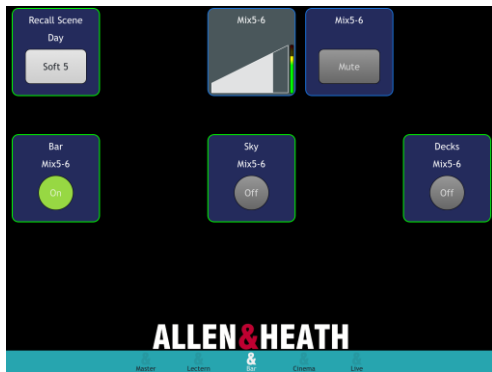 Recall Scene
Day
Soft 5
Mix5-6
Mix5-6
Mute
Bar
Mix5-6
On
Sky
Mix5-6
Off
Decks
Mix5-6
Off
ALLEN&HEATH
&
Master
Lectern
Bar
Cinema
Live